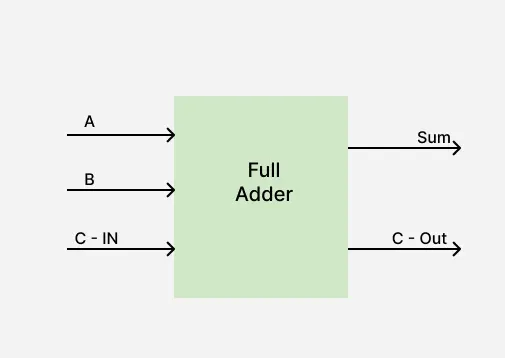 A
B
C - IN
Full
Adder
Sum
C - Out